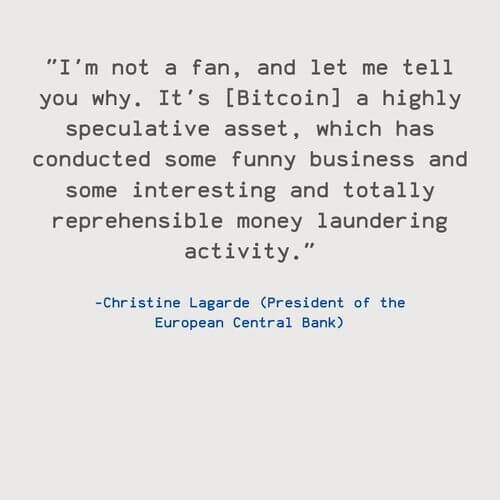 "I'm not a fan, and let me tell
you why. It's [Bitcoin] a highly
speculative asset, which has
conducted some funny business and
some interesting and totally
reprehensible money laundering
activity."
-Christine Lagarde (President of the
European Central Bank)